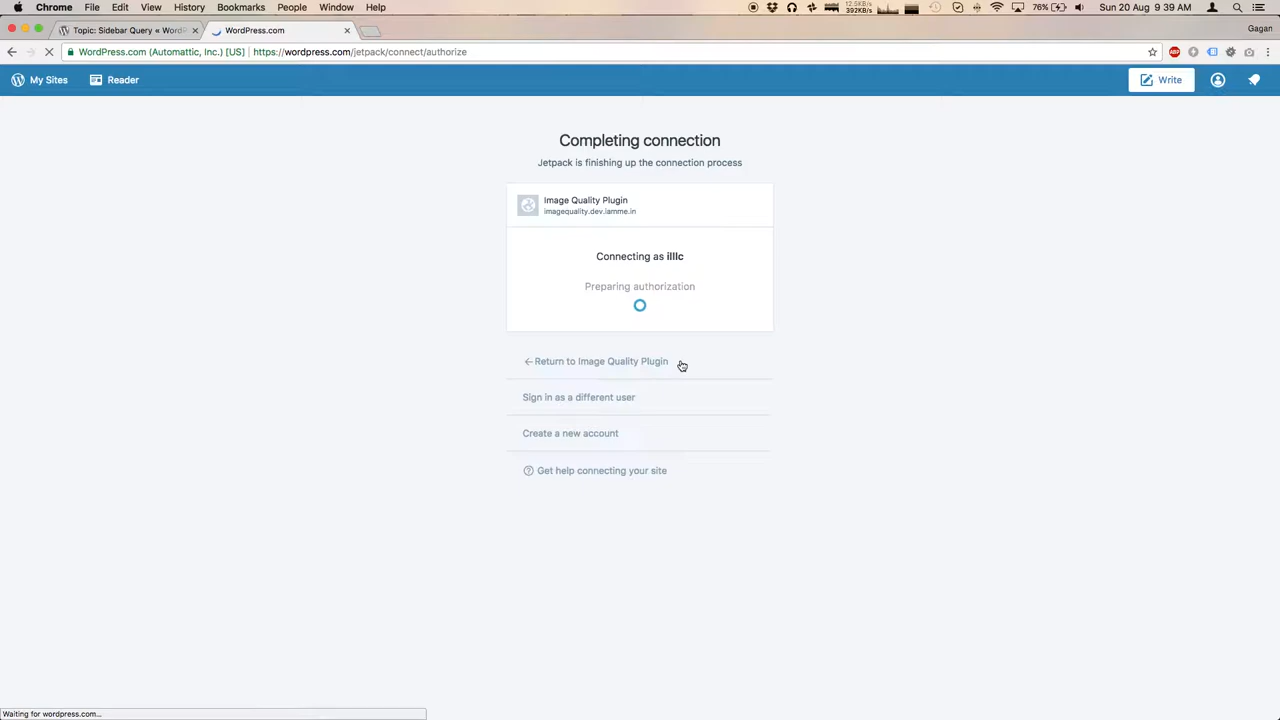 Chrome File Edit View History Bookmarks People Window Help 12.5KB/s 392KB/s 76% Sun 20 Aug 9:39 AM
Topic: Sidebar Query « WordP × WordPress.com × Gagan
WordPress.com (Automattic, Inc.) [US] | https://wordpress.com/jetpack/connect/authorize
My Sites Reader Write
Completing connection
Jetpack is finishing up the connection process
Image Quality Plugin
imagequality.dev.iamme.in
Connecting as illlc
Preparing authorization
Return to Image Quality Plugin
Sign in as a different user
Create a new account
Get help connecting your site
Waiting for wordpress.com...